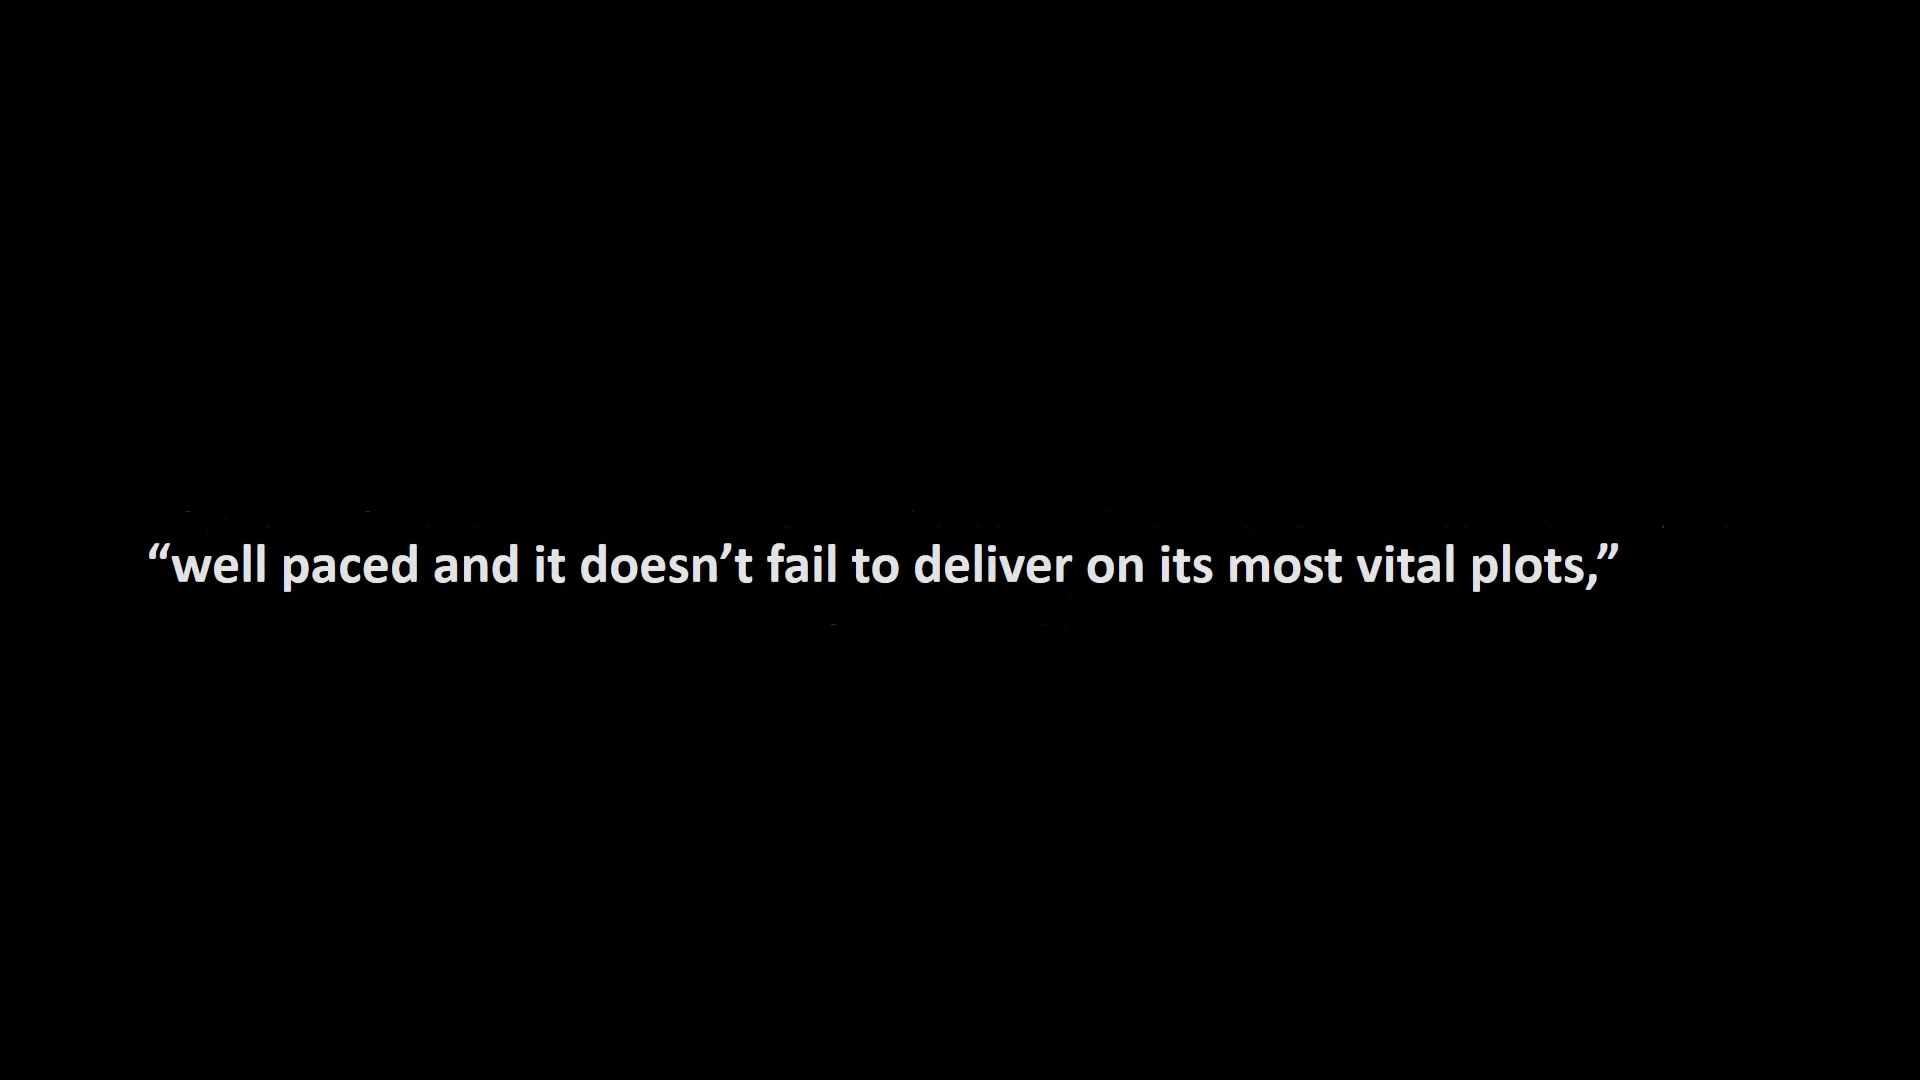 “well paced and it doesn’t fail to deliver on its most vital plots,”